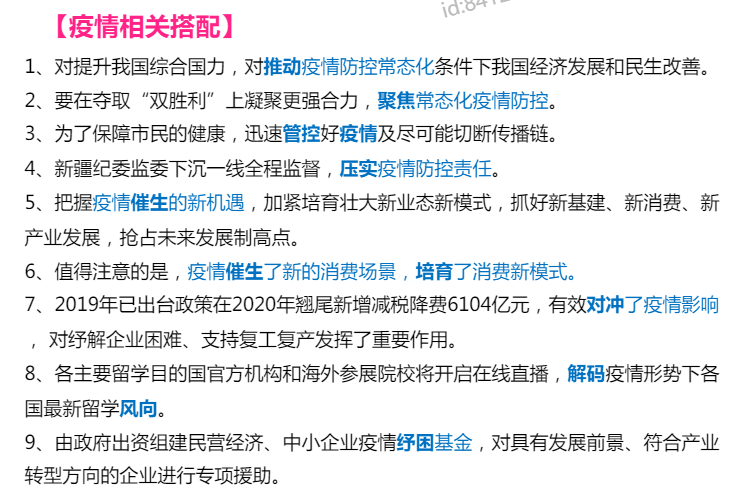 id:8412
【疫情相关搭配】
1、对提升我国综合国力，对推动疫情防控常态化条件下我国经济发展和民生改善。
2、要在夺取“双胜利”上凝聚更强合力，聚焦常态化疫情防控。
3、为了保障市民的健康，迅速管控好疫情及尽可能切断传播链。
4、新疆纪委监委下沉一线全程监督，压实疫情防控责任。
5、把握疫情催生的新机遇，加紧培育壮大新业态新模式，抓好新基建、新消费、新
产业发展，抢占未来发展制高点。
6、值得注意的是，疫情催生了新的消费场景，培育了消费新模式。
7、2019年已出台政策在2020年翘尾新增减税降费6104亿元，有效对冲了疫情影响
，对纾解企业困难、支持复工复产发挥了重要作用。
8、各主要留学目的国官方机构和海外参展院校将开启在线直播，解码疫情形势下各
国最新留学风向。
9、由政府出资组建民营经济、中小企业疫情纾困基金，对具有发展前景、符合产业
转型方向的企业进行专项援助。